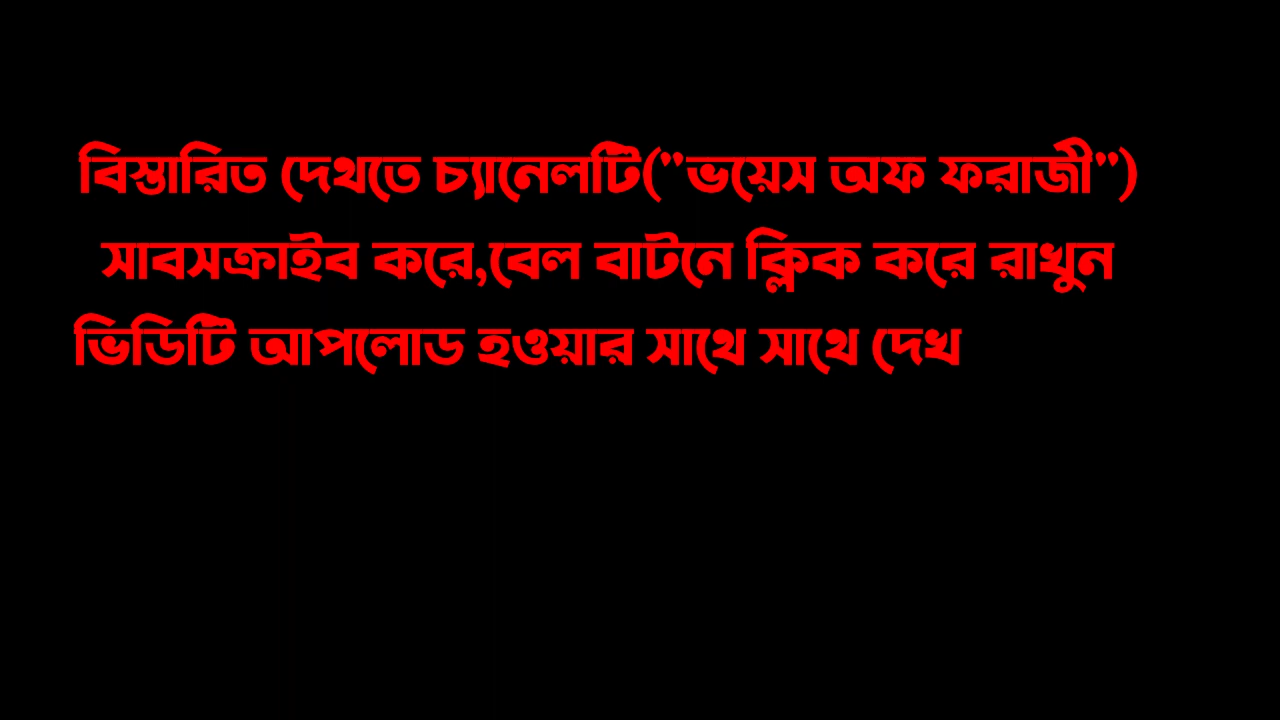 বিস্তারিত দেখতে চ্যানেলটি("ভয়েস অফ ফরাজী")
সাবসক্রাইব করে,বেল বাটনে ক্লিক করে রাখুন
ভিডিটি আপলোড হওয়ার সাথে সাথে দেখ